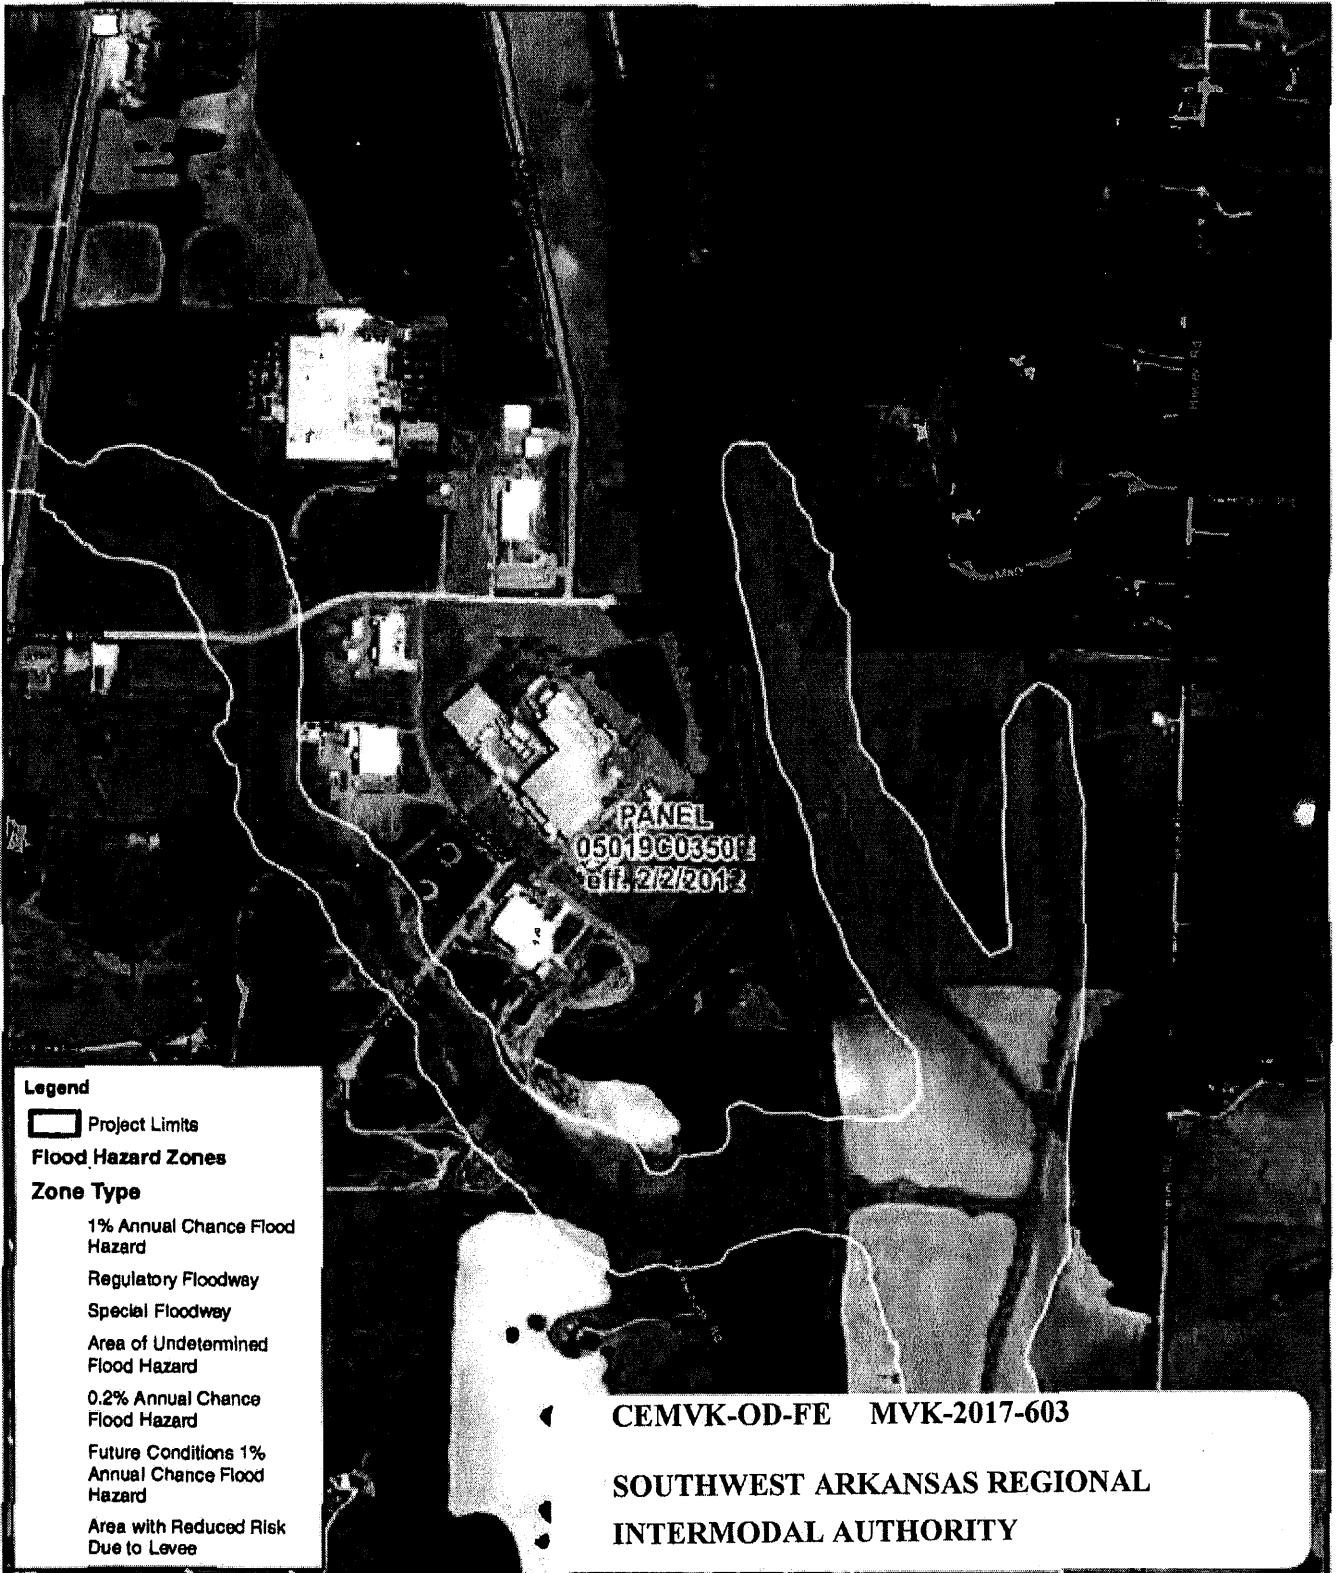 PANEL
05019C0350E
eff. 2/2/2012
Legend
Project Limits
Flood Hazard Zones
Zone Type
1% Annual Chance Flood
Hazard
Regulatory Floodway
Special Floodway
Area of Undetermined
Flood Hazard
0.2% Annual Chance
Flood Hazard
Future Conditions 1%
Annual Chance Flood
Hazard
Area with Reduced Risk
Due to Levee
CEMVK-OD-FE MVK-2017-603
SOUTHWEST ARKANSAS REGIONAL
INTERMODAL AUTHORITY